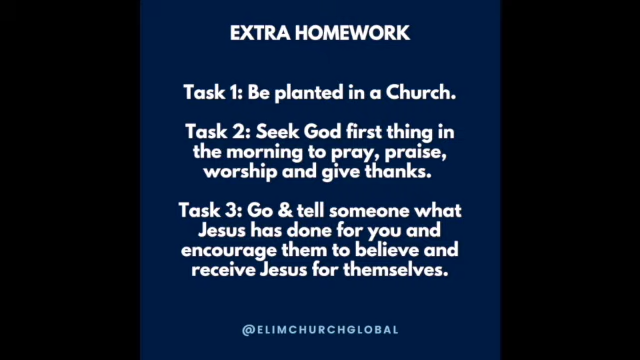 EXTRA HOMEWORK
Task 1: Be planted in a Church.
Task 2: Seek God first thing in
the morning to pray, praise,
worship and give thanks.
Task 3: Go & tell someone what
Jesus has done for you and
encourage them to believe and
receive Jesus for themselves.
@ELIMCHURCHGLOBAL